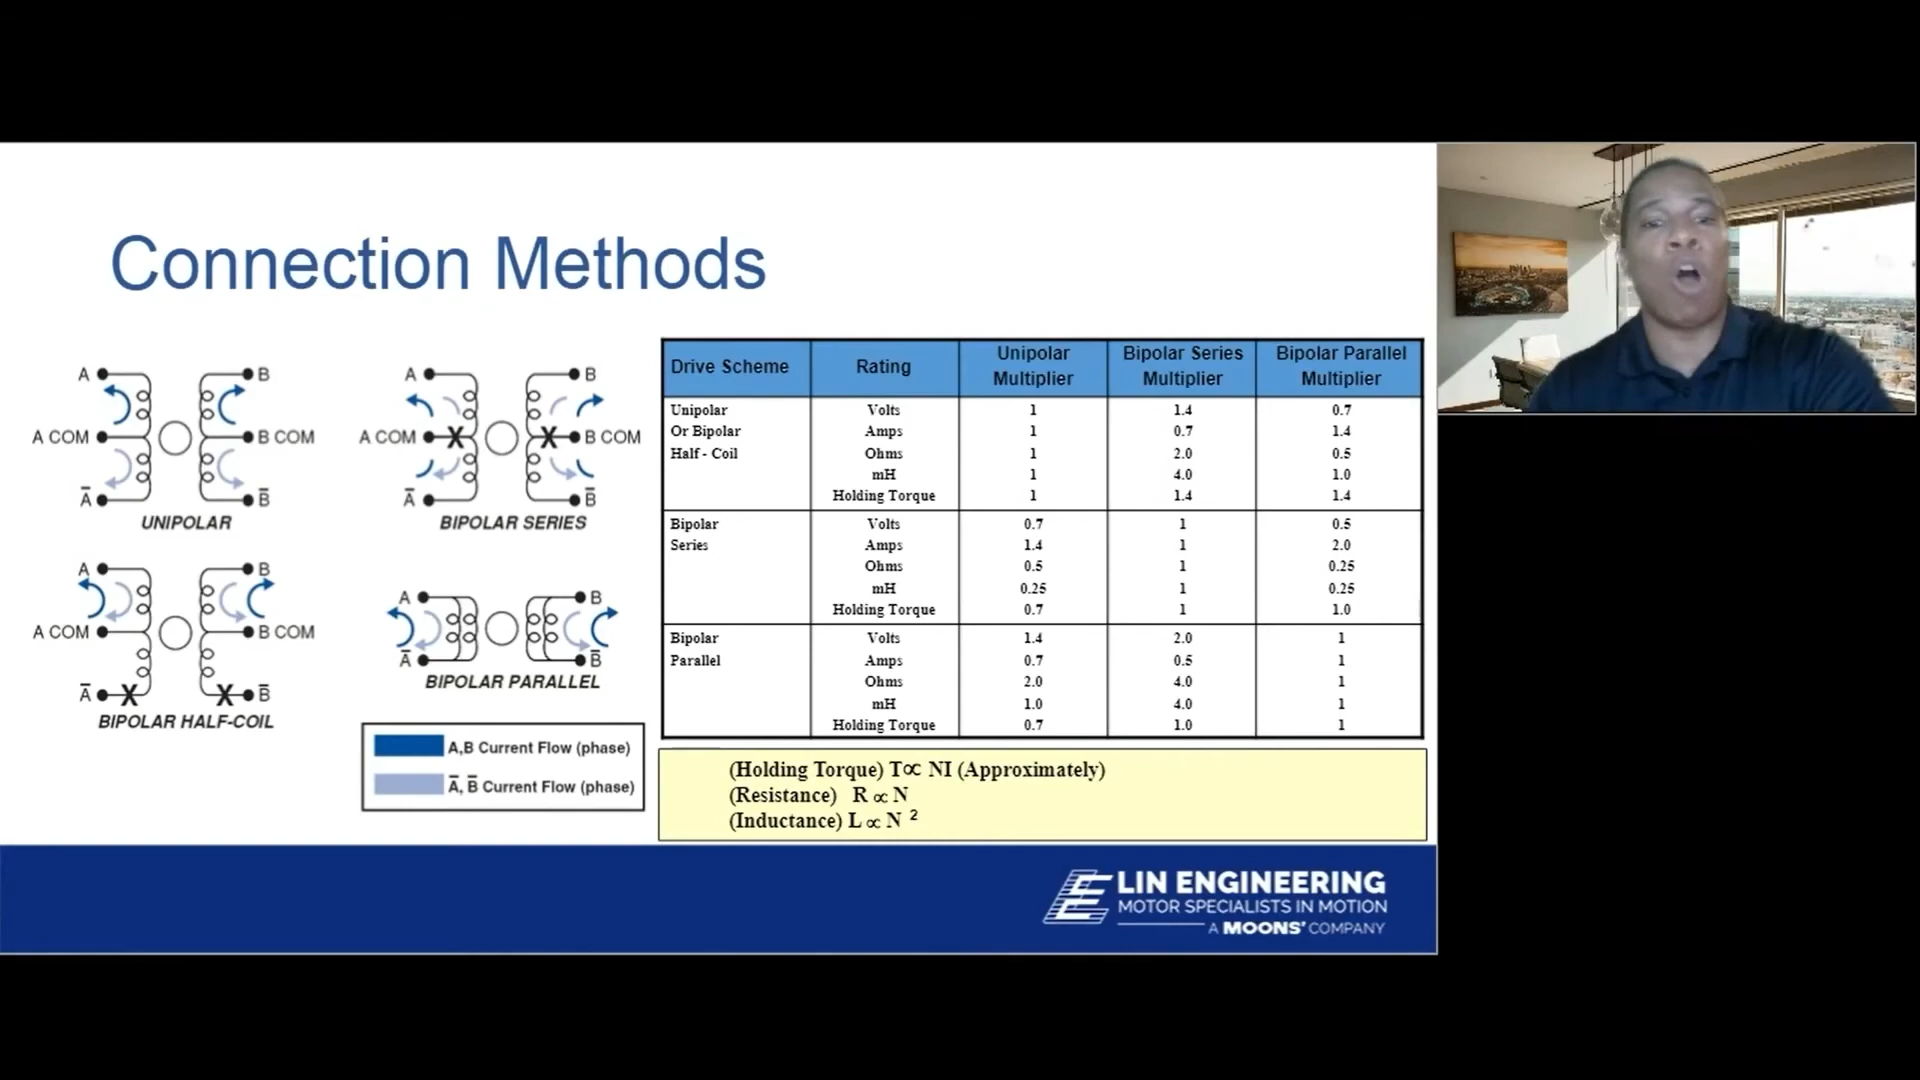 Connection Methods
A
B
A COM
B COM
A̅
B̅
UNIPOLAR
A
B
A COM
X
X
B COM
A̅
B̅
BIPOLAR SERIES
A
B
A COM
B COM
A̅
X
X
B̅
BIPOLAR HALF-COIL
A
B
A̅
B̅
BIPOLAR PARALLEL
A,B Current Flow (phase)
A̅, B̅ Current Flow (phase)
Drive Scheme Rating Unipolar Multiplier Bipolar Series Multiplier Bipolar Parallel Multiplier
Unipolar Volts 1 1.4 0.7
Or Bipolar Amps 1 0.7 1.4
Half - Coil Ohms 1 2.0 0.5
mH 1 4.0 1.0
Holding Torque 1 1.4 1.4
Bipolar Volts 0.7 1 0.5
Series Amps 1.4 1 2.0
Ohms 0.5 1 0.25
mH 0.25 1 0.25
Holding Torque 0.7 1 1.0
Bipolar Volts 1.4 2.0 1
Parallel Amps 0.7 0.5 1
Ohms 2.0 4.0 1
mH 1.0 4.0 1
Holding Torque 0.7 1.0 1
(Holding Torque) T∝ NI (Approximately)
(Resistance) R ∝ N
(Inductance) L ∝ N ²
LIN ENGINEERING
MOTOR SPECIALISTS IN MOTION
A MOONS' COMPANY